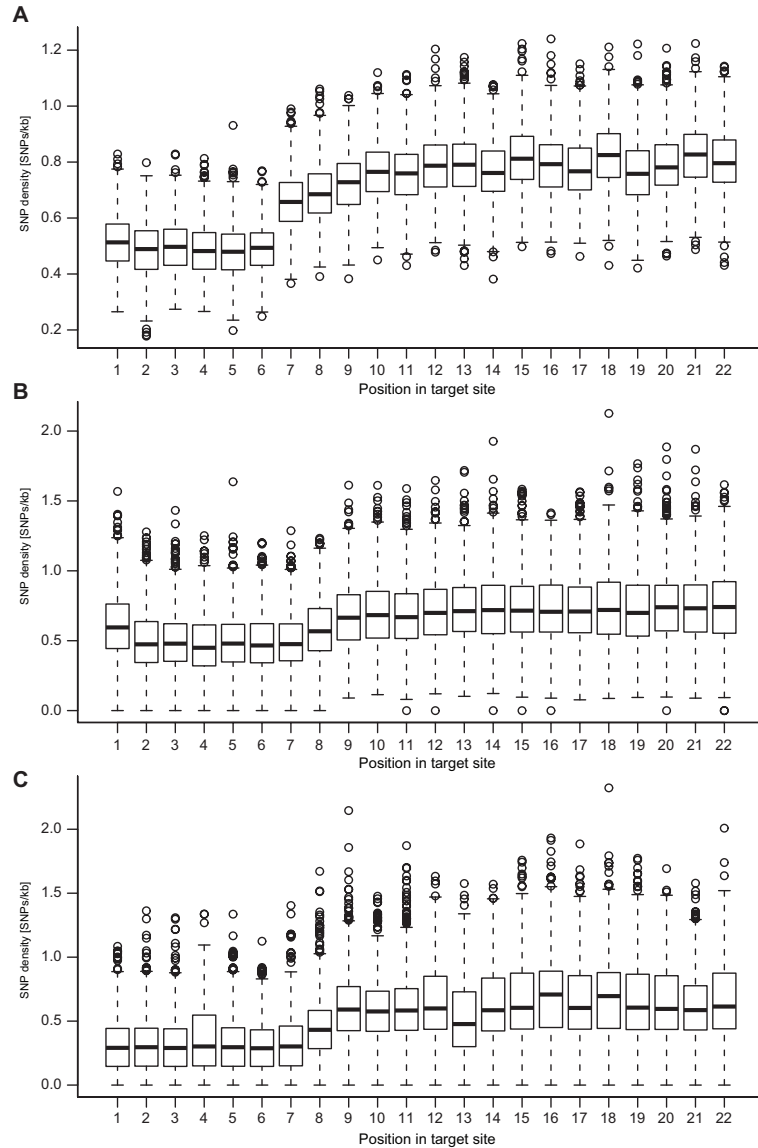 A
SNP density [SNPs/kb]
1.2
1.0
0.8
0.6
0.4
0.2
1 2 3 4 5 6 7 8 9 10 11 12 13 14 15 16 17 18 19 20 21 22
Position in target site
B
SNP density [SNPs/kb]
2.0
1.5
1.0
0.5
0.0
1 2 3 4 5 6 7 8 9 10 11 12 13 14 15 16 17 18 19 20 21 22
Position in target site
C
SNP density [SNPs/kb]
2.0
1.5
1.0
0.5
0.0
1 2 3 4 5 6 7 8 9 10 11 12 13 14 15 16 17 18 19 20 21 22
Position in target site